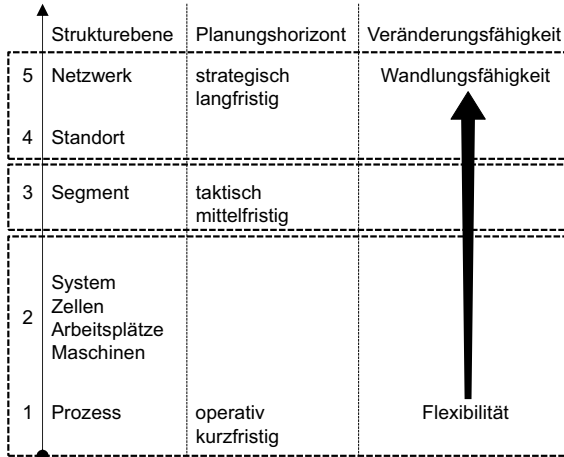 Strukturebene Planungshorizont Veränderungsfähigkeit
5 Netzwerk strategisch Wandlungsfähigkeit
langfristig
4 Standort
3 Segment taktisch
mittelfristig
System
Zellen
2 Arbeitsplätze
Maschinen
1 Prozess operativ Flexibilität
kurzfristig